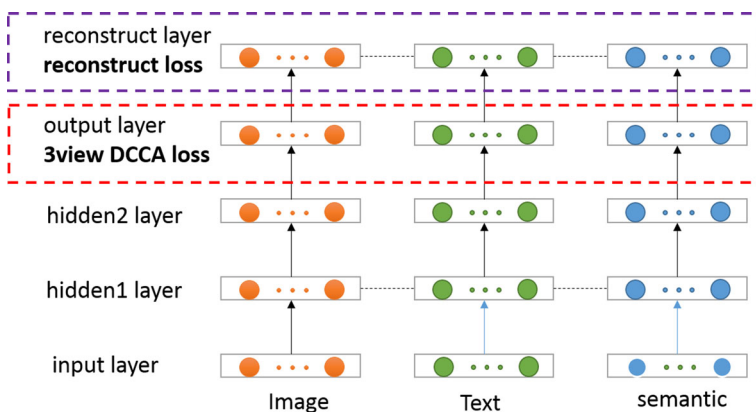 reconstruct layer
reconstruct loss
output layer
3view DCCA loss
hidden2 layer
hidden1 layer
input layer
Image
Text
semantic